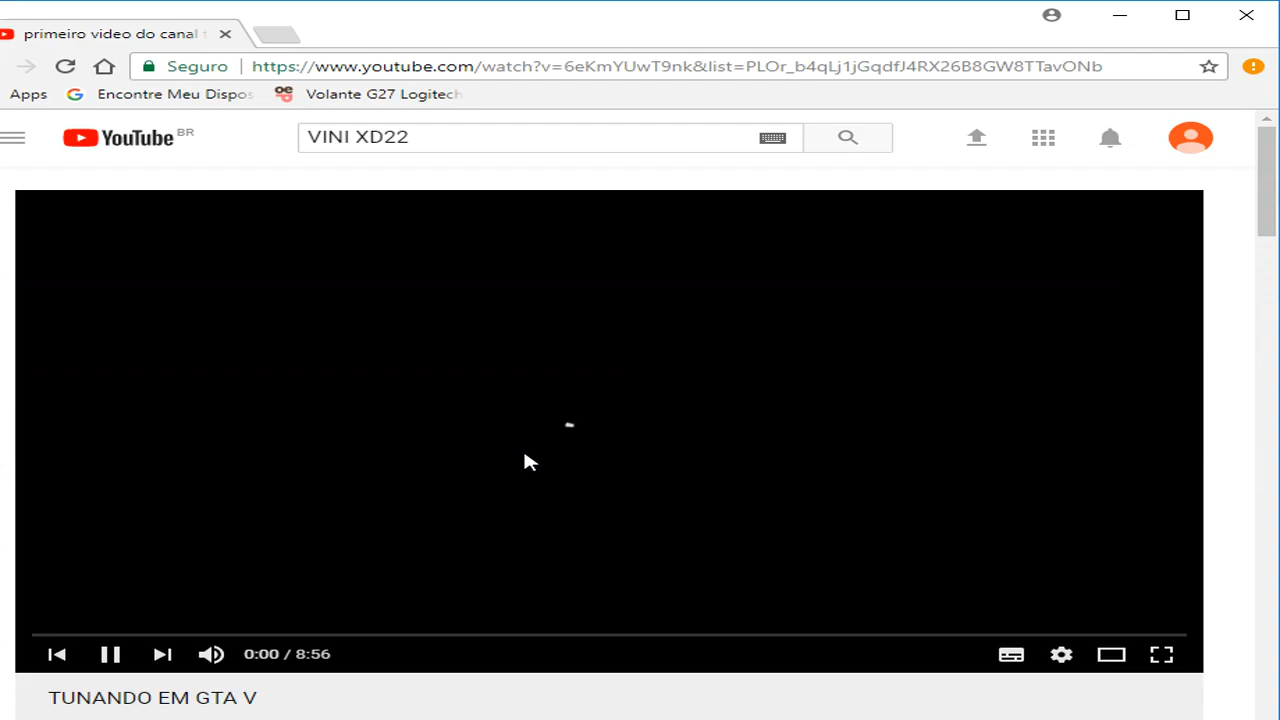 primeiro video do canal
Seguro https://www.youtube.com/watch?v=6eKmYUwT9nk&list=PLOr_b4qLj1jGqdfJ4RX26B8GW8TTavONb
Apps Encontre Meu Dispos Volante G27 Logitech
YouTube BR VINI XD22
0:00 / 8:56
TUNANDO EM GTA V